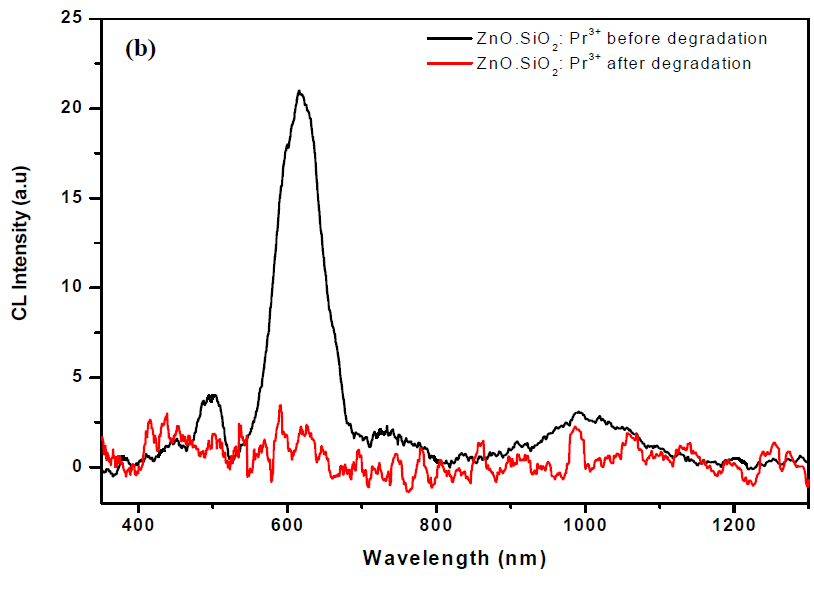 25
(b)
ZnO.SiO₂: Pr³⁺ before degradation
ZnO.SiO₂: Pr³⁺ after degradation
20
15
10
5
0
CL Intensity (a.u)
400 600 800 1000 1200
Wavelength (nm)